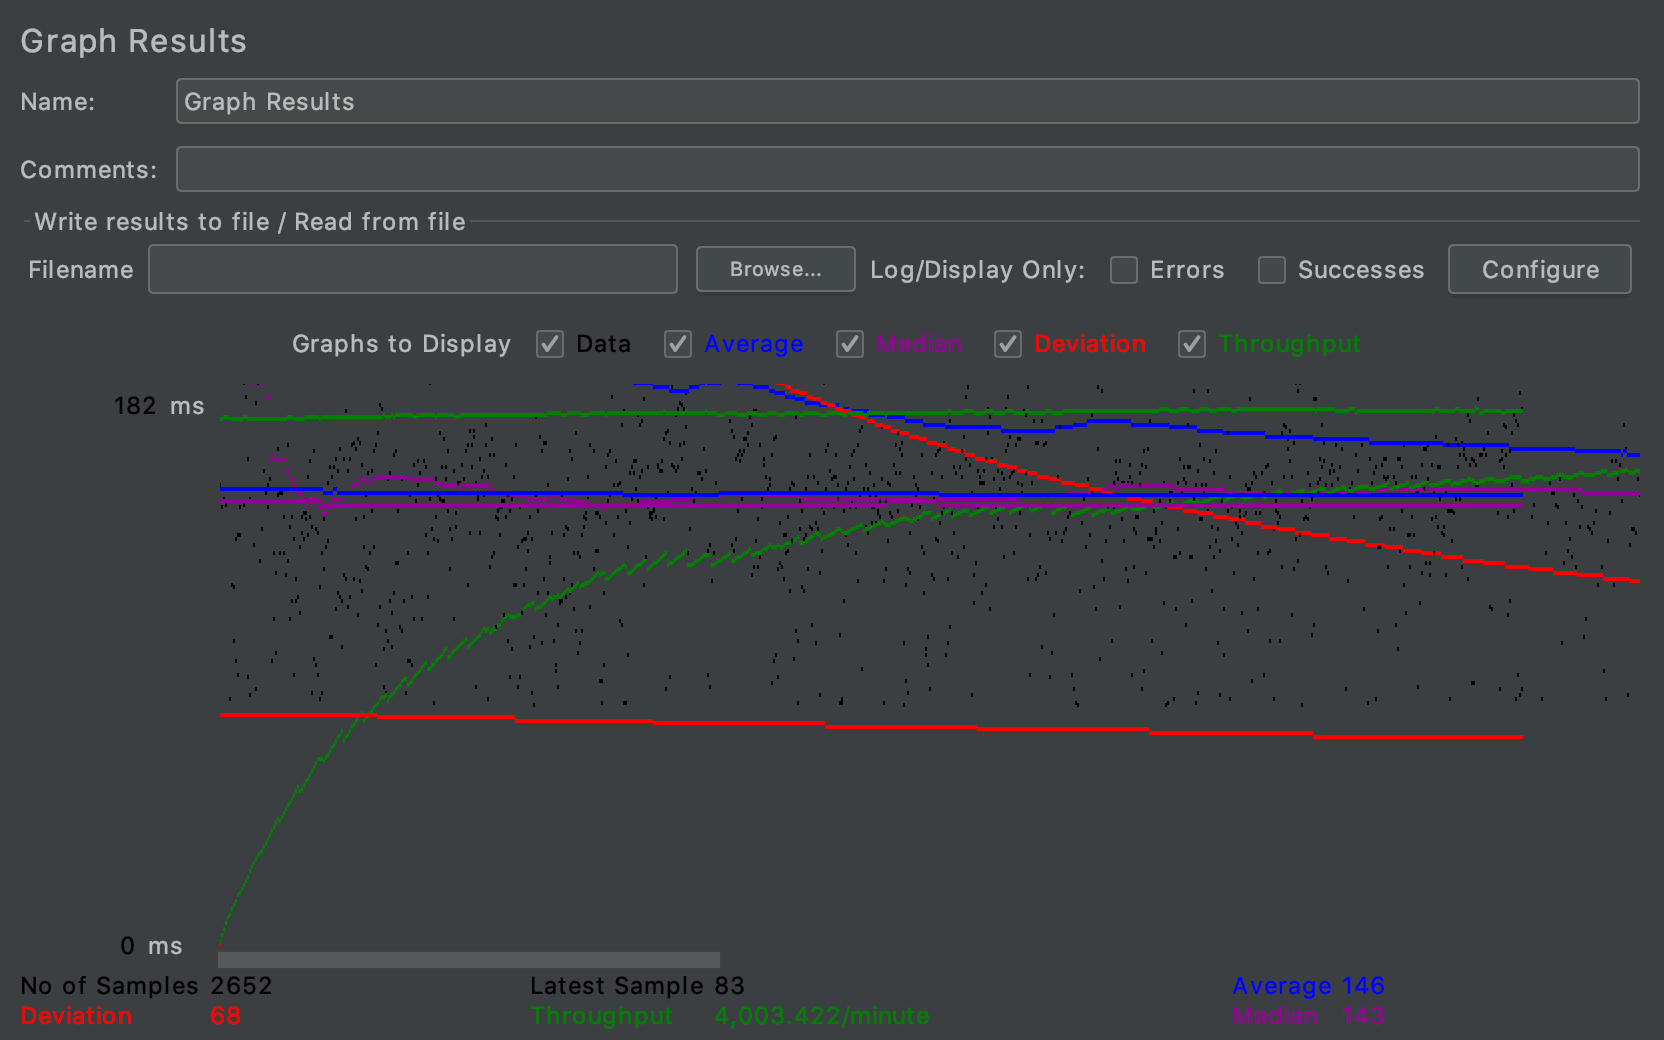 Graph Results
Name: Graph Results
Comments:
Write results to file / Read from file
Filename Browse... Log/Display Only: Errors Successes Configure
Graphs to Display Data Average Median Deviation Throughput
182 ms
0 ms
No of Samples 2652 Latest Sample 83 Average 146
Deviation 68 Throughput 4,003.422/minute Median 143